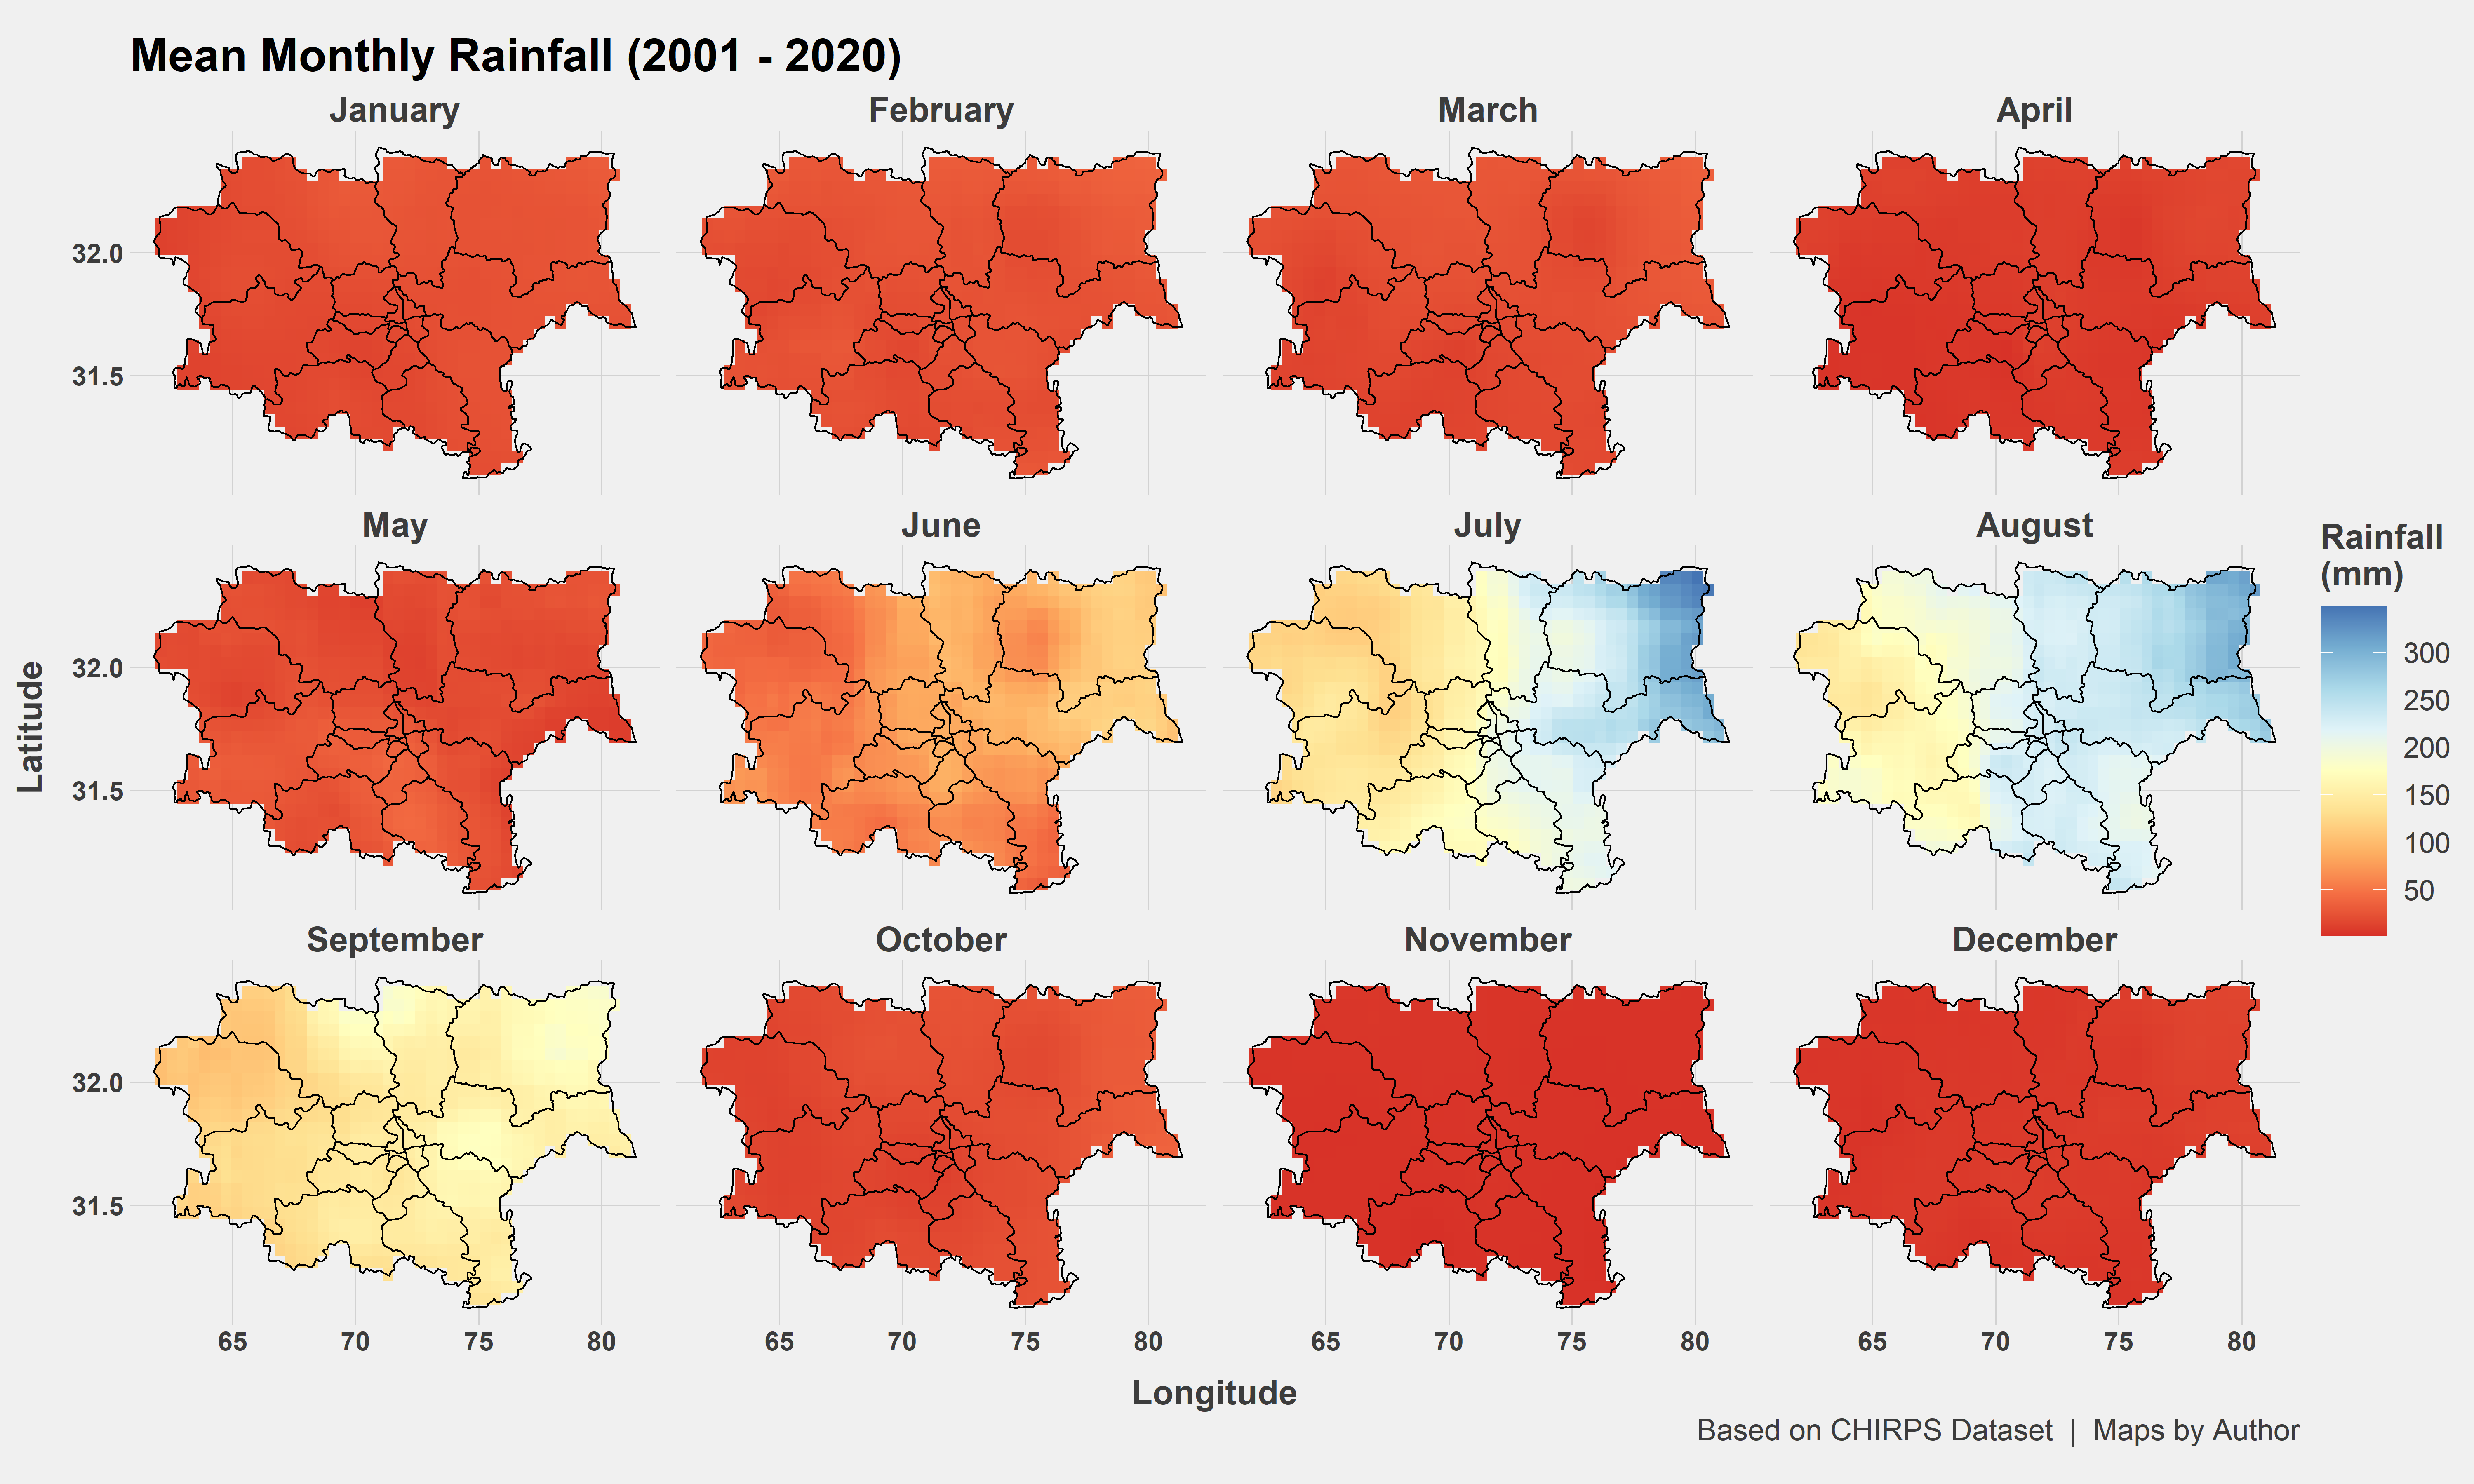 Mean Monthly Rainfall (2001 - 2020)
January
February
March
April
32.0
31.5
May
June
July
August
Rainfall
(mm)
300
250
200
150
100
50
Latitude
32.0
31.5
September
October
November
December
32.0
31.5
65 70 75 80
65 70 75 80
65 70 75 80
65 70 75 80
Longitude
Based on CHIRPS Dataset | Maps by Author